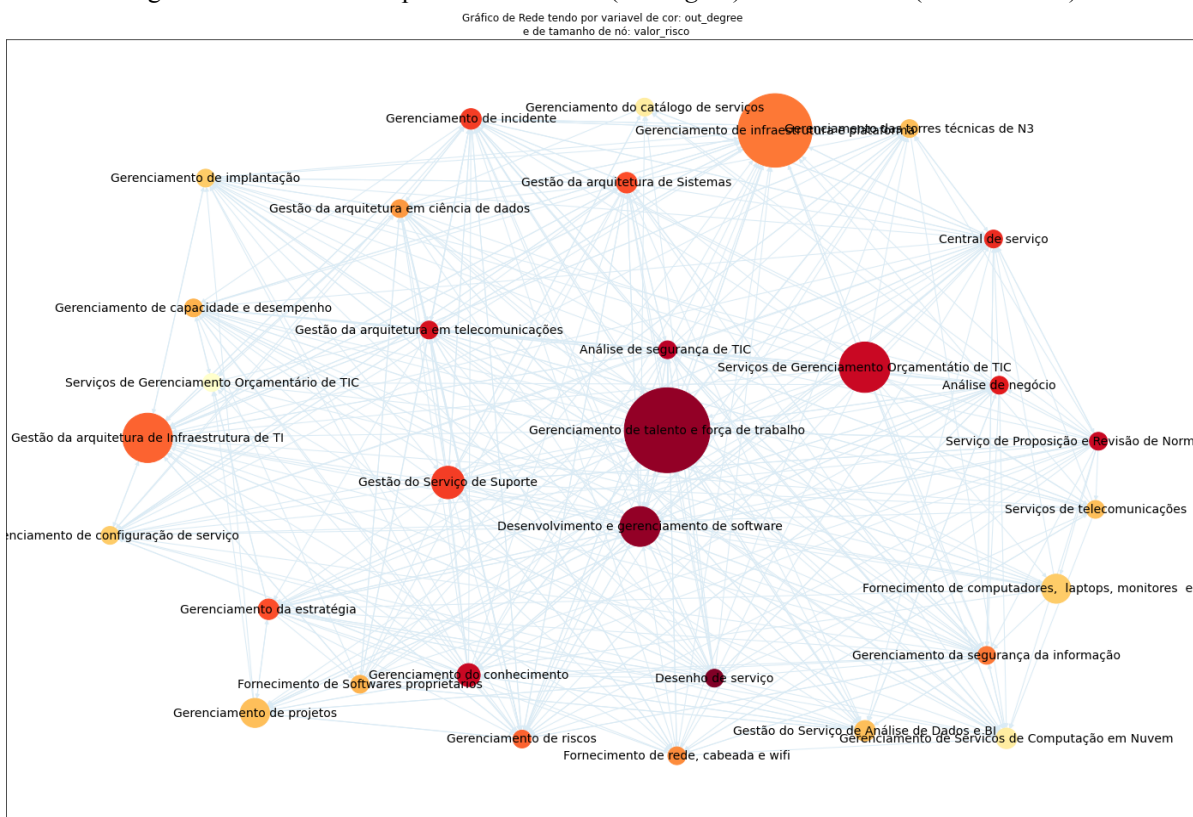 Gráfico de Rede tendo por variavel de cor: out_degree
e de tamanho de nó: valor_risco
Gerenciamento do catálogo de serviços
Gerenciamento de incidente
Gerenciamento de infraestrutura e plataforma
Gerenciamento das torres técnicas de N3
Gerenciamento de implantação
Gestão da arquitetura de Sistemas
Gestão da arquitetura em ciência de dados
Central de serviço
Gerenciamento de capacidade e desempenho
Gestão da arquitetura em telecomunicações
Análise de segurança de TIC
Serviços de Gerenciamento Orçamentátio de TIC
Serviços de Gerenciamento Orçamentário de TIC
Análise de negócio
Gestão da arquitetura de Infraestrutura de TI
Gerenciamento de talento e força de trabalho
Serviço de Proposição e Revisão de Norm
Gestão do Serviço de Suporte
Serviços de telecomunicações
Desenvolvimento e gerenciamento de software
enciamento de configuração de serviço
Fornecimento de computadores, laptops, monitores e
Gerenciamento da estratégia
Gerenciamento da segurança da informação
Gerenciamento do conhecimento
Fornecimento de Softwares proprietários
Desenho de serviço
Gerenciamento de projetos
Gestão do Serviço de Análise de Dados e BI
Gerenciamento de Servicos de Computação em Nuvem
Gerenciamento de riscos
Fornecimento de rede, cabeada e wifi